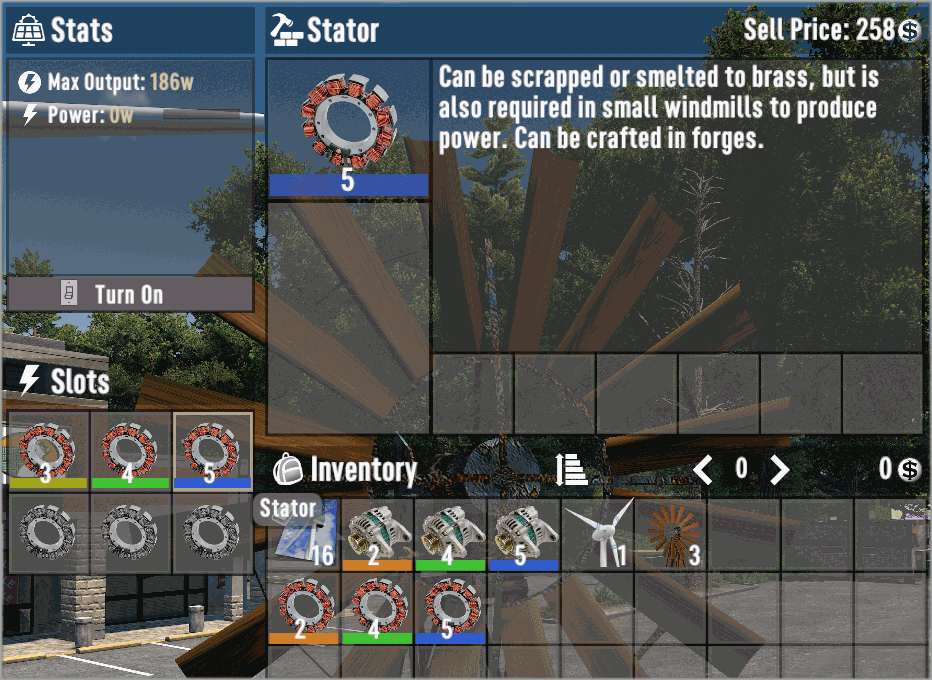 Stats
Stator
Sell Price: 258
Max Output: 186w
Power: 0w
Can be scrapped or smelted to brass, but is
also required in small windmills to produce
power. Can be crafted in forges.
5
Turn On
Slots
3
4
5
Inventory
0
0
Stator
16
2
4
5
1
3
2
4
5